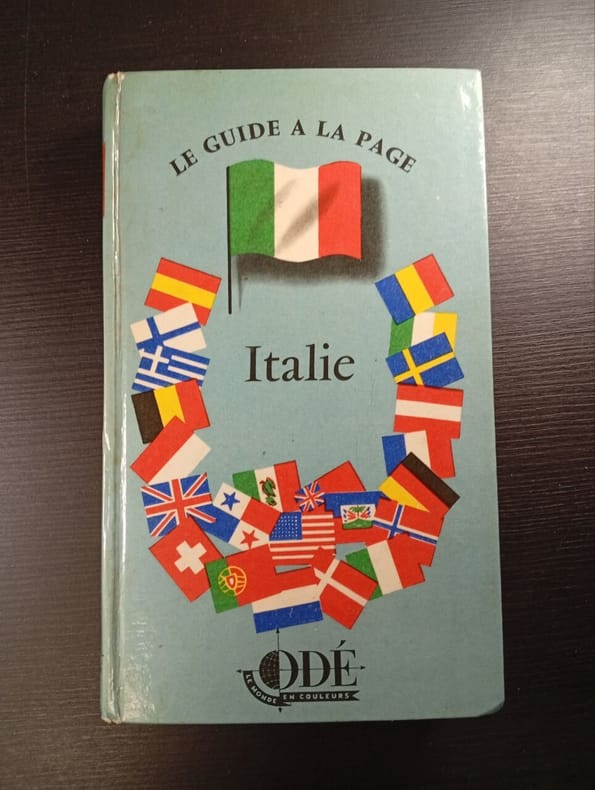 LE GUIDE A LA PAGE
Italie
ODÉ
LE MONDE EN COULEURS